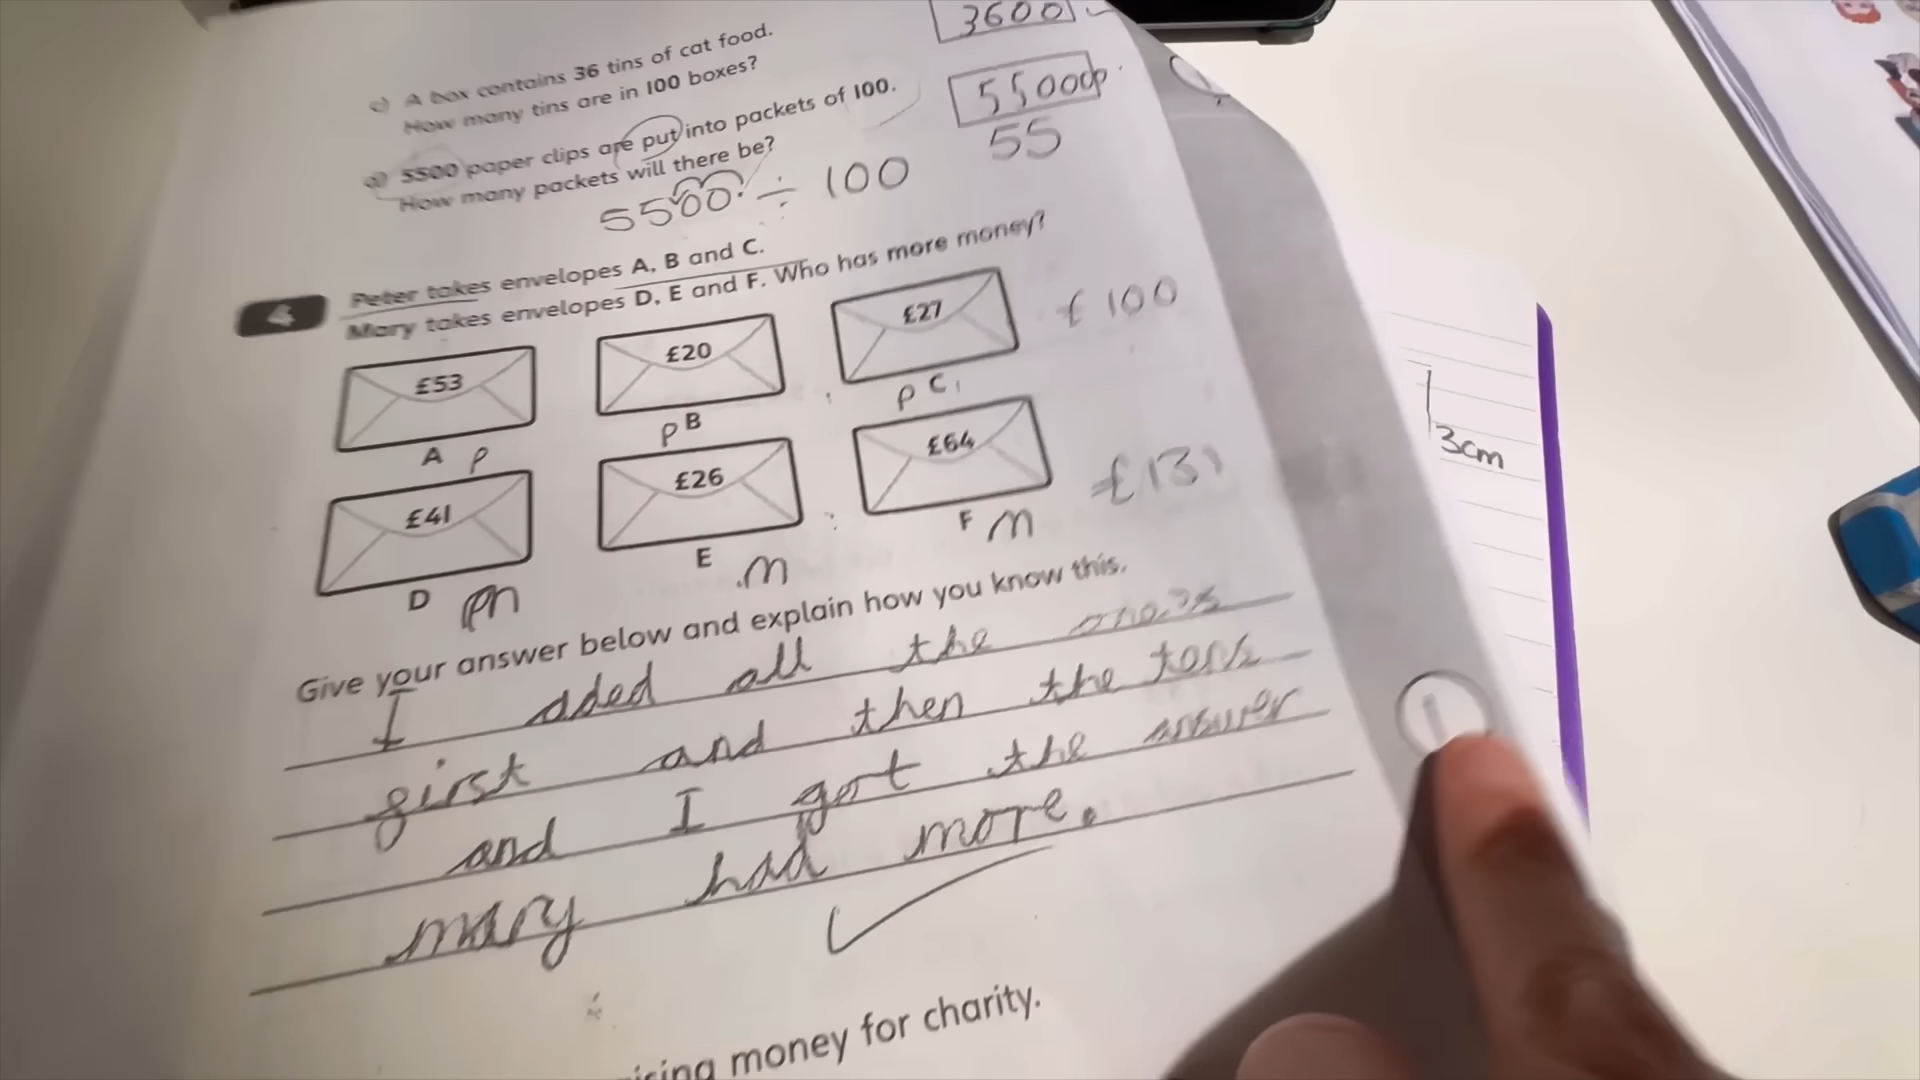 3600
c) A box contains 36 tins of cat food.
How many tins are in 100 boxes?
55000p
d) 5500 paper clips are put into packets of 100.
How many packets will there be?
55
5500 ÷ 100
4
Peter takes envelopes A, B and C.
Mary takes envelopes D, E and F. Who has more money?
£53 £20 £27 £100
A p p B p C
£41 £26 £64 £131
D m E m F m
3cm
Give your answer below and explain how you know this.
I aded all the
first and then the tens
and I got the answer
mary had more.
ising money for charity.